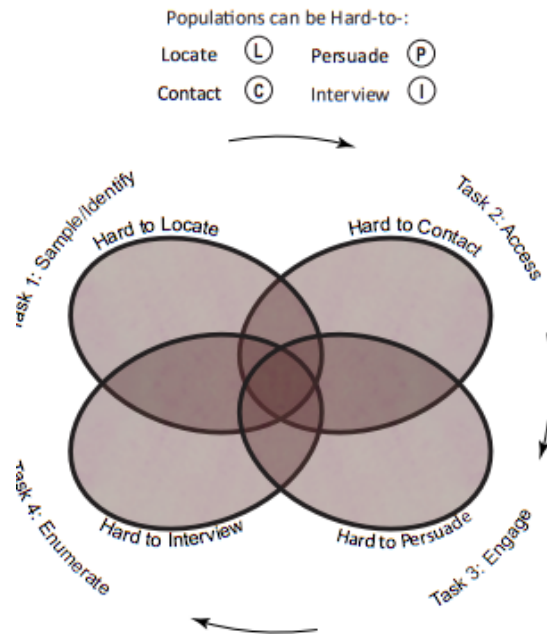 Populations can be Hard-to-:
Locate L Persuade P
Contact C Interview I
Task 1: Sample/Identify
Hard to Locate
Hard to Contact
Task 2: Access
Hard to Interview
Hard to Persuade
Task 4: Enumerate
Task 3: Engage